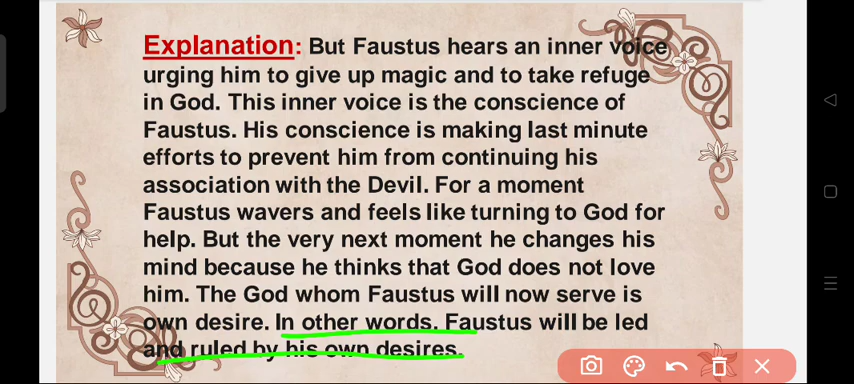 Explanation: But Faustus hears an inner voice
urging him to give up magic and to take refuge
in God. This inner voice is the conscience of
Faustus. His conscience is making last minute
efforts to prevent him from continuing his
association with the Devil. For a moment
Faustus wavers and feels like turning to God for
help. But the very next moment he changes his
mind because he thinks that God does not love
him. The God whom Faustus will now serve is
own desire. In other words. Faustus will be led
and ruled by his own desires.